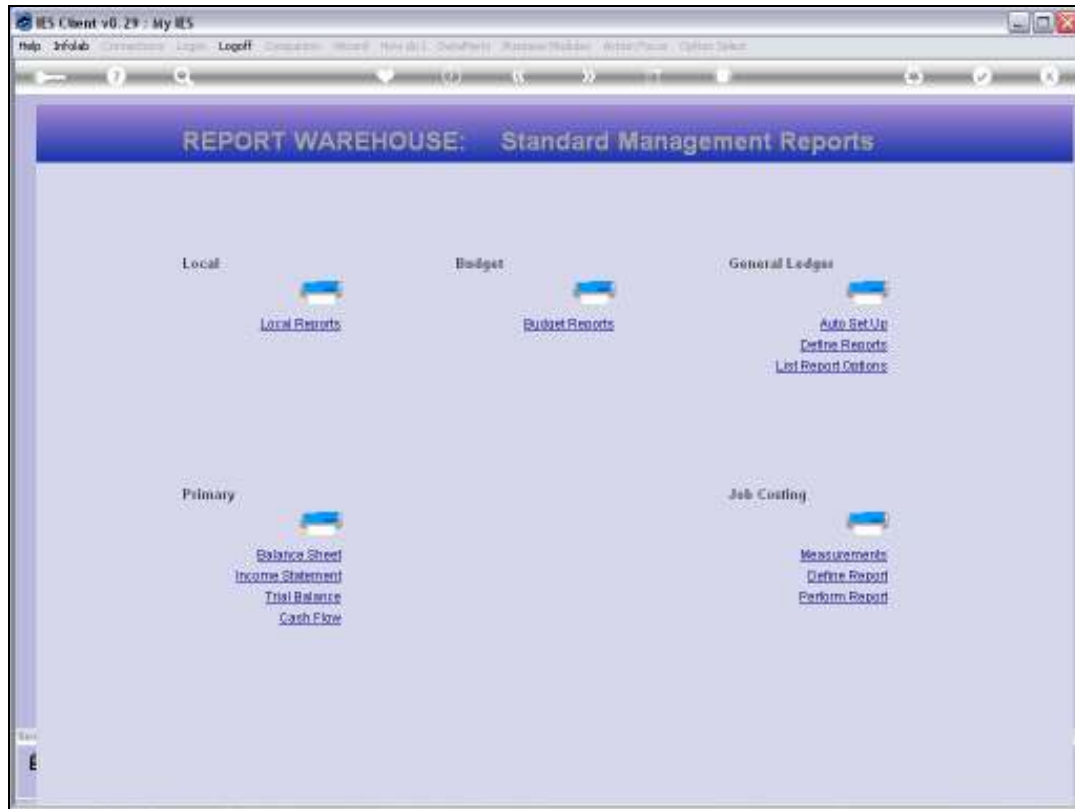 IES Client v0.29 : My IES
Help Infolab Login Logoff
REPORT WAREHOUSE: Standard Management Reports
Local Budget General Ledger
Local Reports Budget Reports Auto Set Up
Define Reports
List Report Options
Primary Job Costing
Balance Sheet Measurements
Income Statement Define Report
Trial Balance Perform Report
Cash Flow